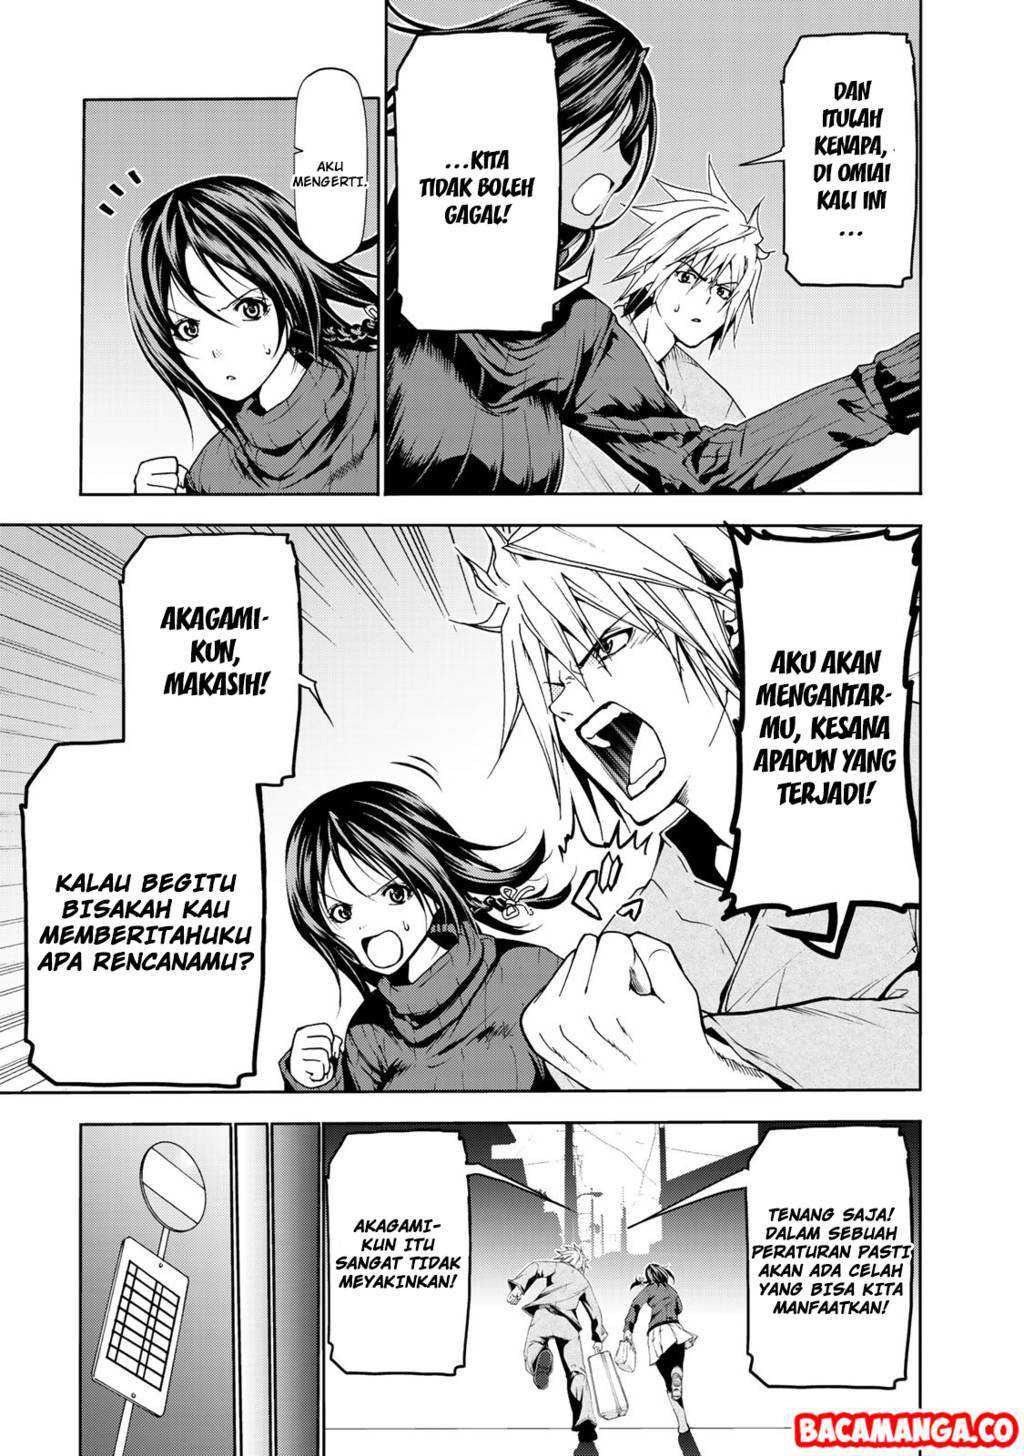 DAN
ITULAH
KENAPA,
DI OMIAI
KALI INI
...
...KITA
TIDAK BOLEH
GAGAL!
AKU
MENGERTI.
AKU AKAN
MENGANTAR-
MU, KESANA
APAPUN YANG
TERJADI!
AKAGAMI-
KUN,
MAKASIH!
KALAU BEGITU
BISAKAH KAU
MEMBERITAHUKU
APA RENCANAMU?
TENANG SAJA!
DALAM SEBUAH
PERATURAN PASTI
AKAN ADA CELAH
YANG BISA KITA
MANFAATKAN!
AKAGAMI-
KUN ITU
SANGAT TIDAK
MEYAKINKAN!
BACAMANGA.CO